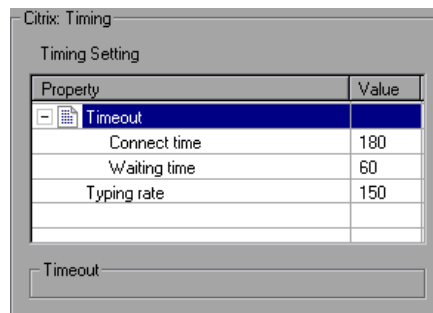 Citrix: Timing
Timing Setting
Property Value
Timeout
Connect time 180
Waiting time 60
Typing rate 150
Timeout